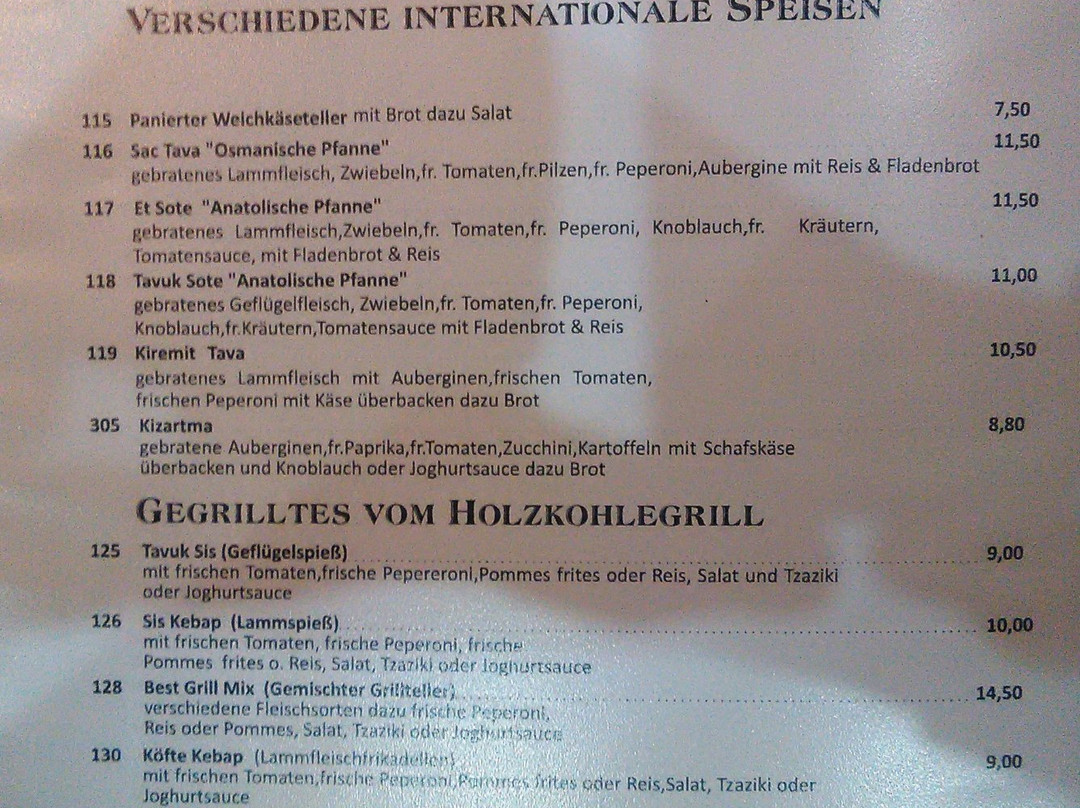 VERSCHIEDENE INTERNATIONALE SPEISEN
115 Panierter Weichkäseteller mit Brot dazu Salat 7,50
116 Sac Tava "Osmanische Pfanne" 11,50
gebratenes Lammfleisch, Zwiebeln,fr. Tomaten,fr.Pilzen,fr. Peperoni,Aubergine mit Reis & Fladenbrot
117 Et Sote "Anatolische Pfanne" 11,50
gebratenes Lammfleisch,Zwiebeln,fr. Tomaten,fr. Peperoni, Knoblauch,fr. Kräutern,
Tomatensauce, mit Fladenbrot & Reis
118 Tavuk Sote "Anatolische Pfanne" 11,00
gebratenes Geflügelfleisch, Zwiebeln,fr. Tomaten,fr. Peperoni,
Knoblauch,fr.Kräutern,Tomatensauce mit Fladenbrot & Reis
119 Kiremit Tava 10,50
gebratenes Lammfleisch mit Auberginen,frischen Tomaten,
frischen Peperoni mit Käse überbacken dazu Brot
305 Kizartma 8,80
gebratene Auberginen,fr.Paprika,fr.Tomaten,Zucchini,Kartoffeln mit Schafskäse
überbacken und Knoblauch oder Joghurtsauce dazu Brot
GEGRILLTES VOM HOLZKOHLEGRILL
125 Tavuk Sis (Geflügelspieß) 9,00
mit frischen Tomaten,frische Pepereroni,Pommes frites oder Reis, Salat und Tzaziki
oder Joghurtsauce
126 Sis Kebap (Lammspieß) 10,00
mit frischen Tomaten, frische Peperoni, frische
Pommes frites o. Reis, Salat, Tzaziki oder Joghurtsauce
128 Best Grill Mix (Gemischter Grillteller) 14,50
verschiedene Fleischsorten dazu frische Peperoni,
Reis oder Pommes, Salat, Tzaziki oder Joghurtsauce
130 Köfte Kebap (Lammfleischfrikadellen) 9,00
mit frischen Tomaten,frische Peperoni,Pommes frites oder Reis,Salat, Tzaziki oder
Joghurtsauce